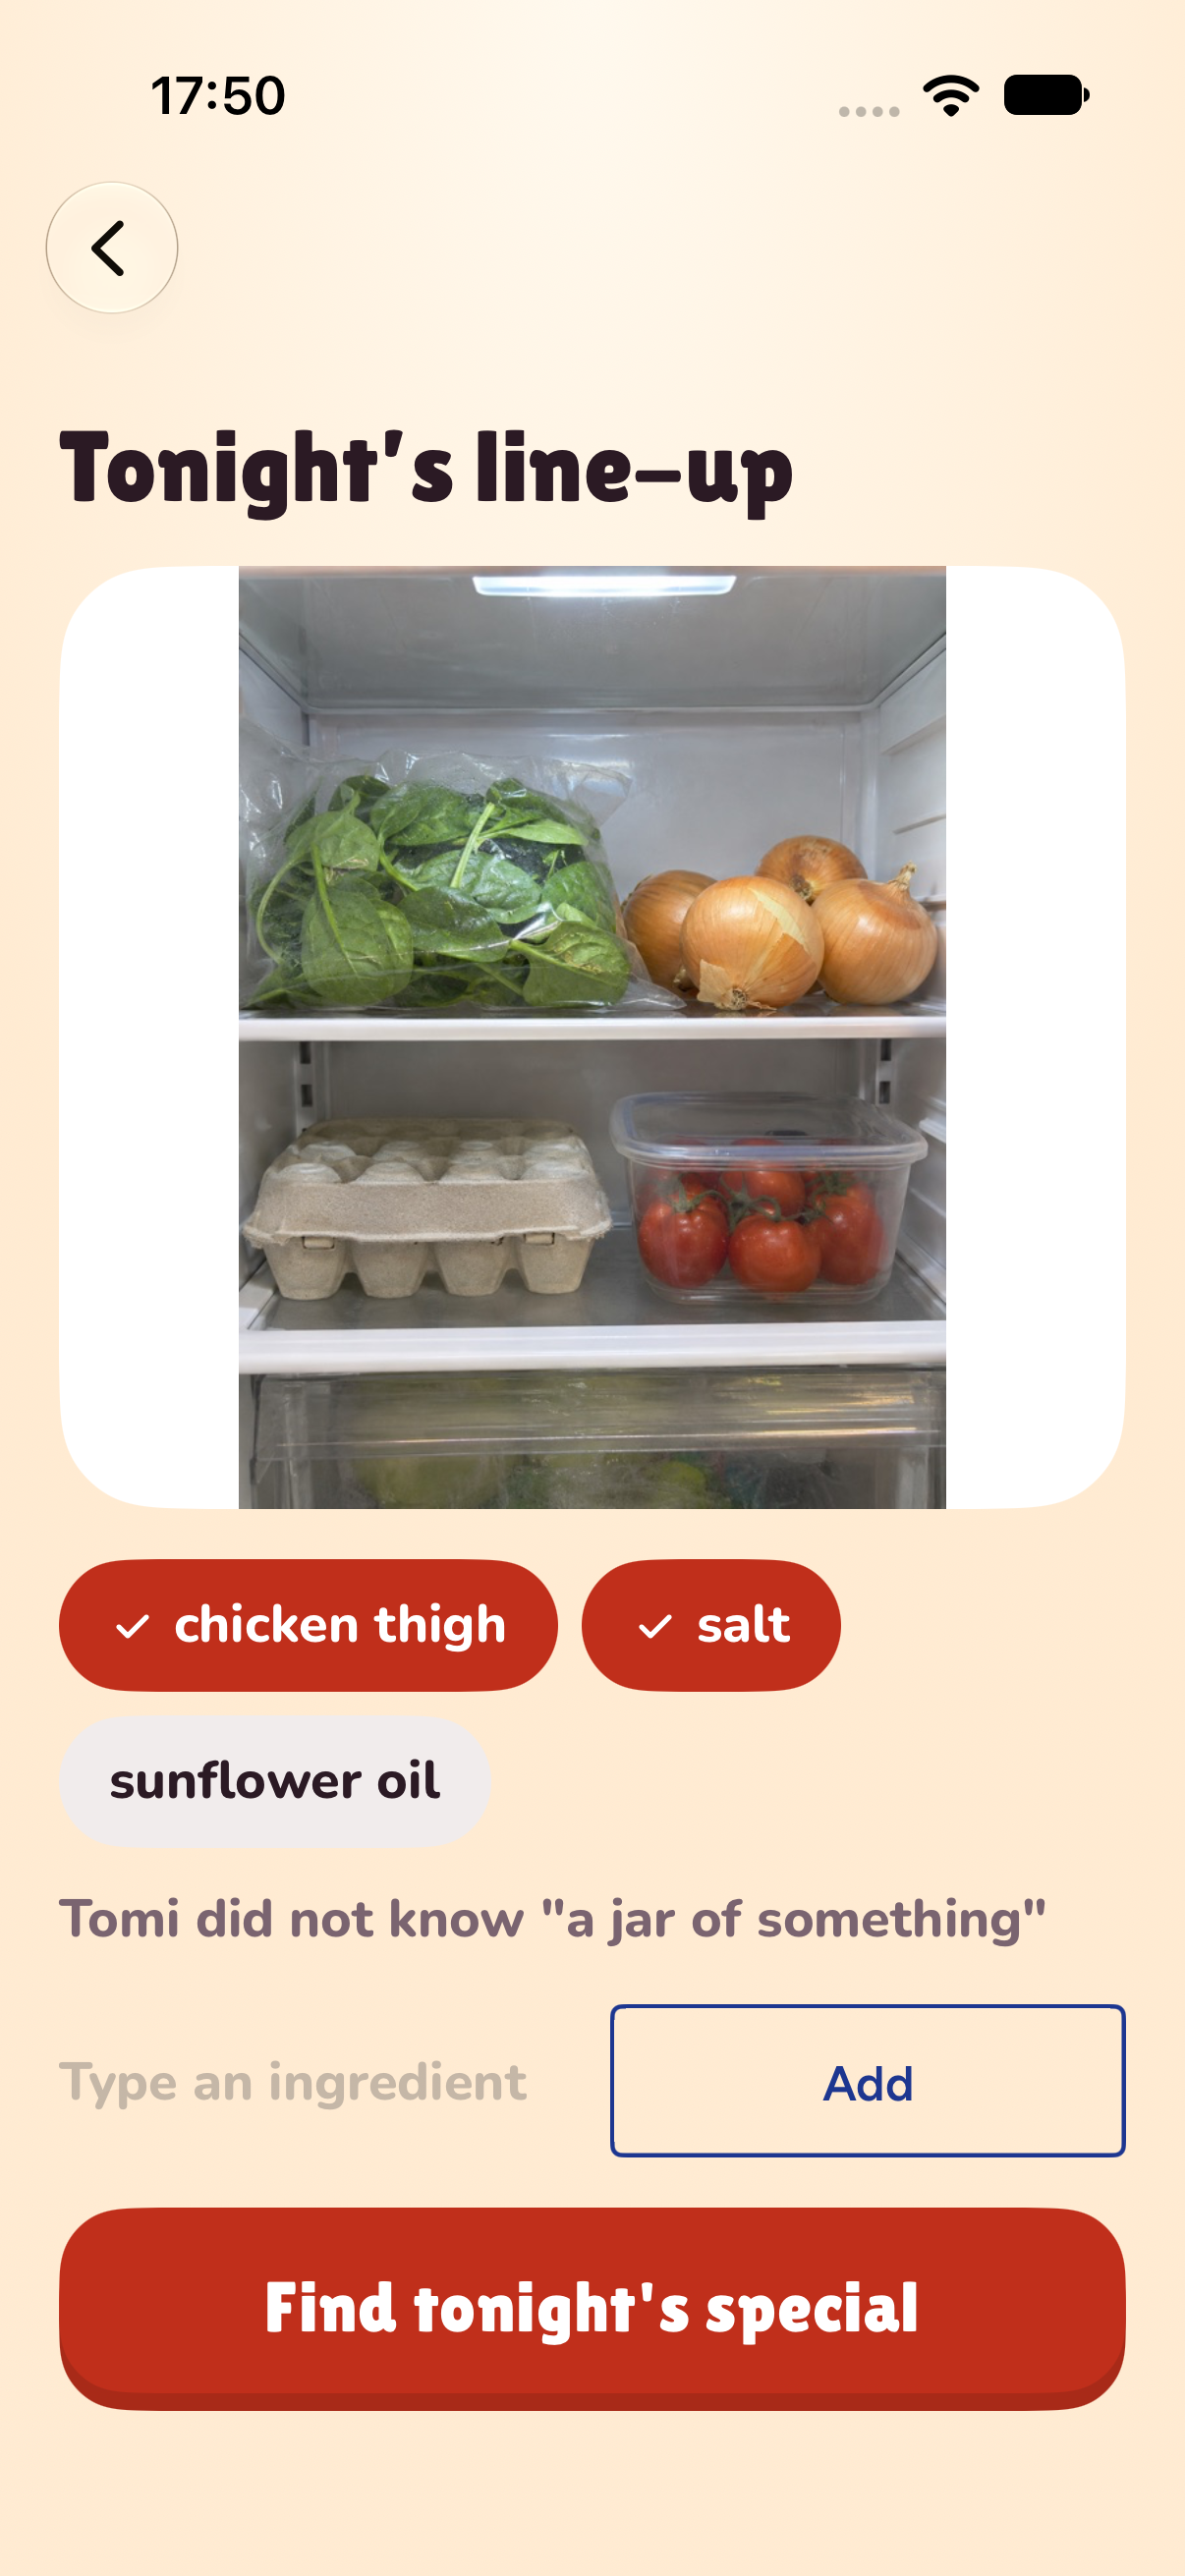 17:50
Tonight's line-up
chicken thigh
salt
sunflower oil
Tomi did not know "a jar of something"
Type an ingredient
Add
Find tonight's special